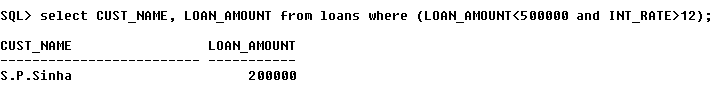 SQL> select CUST_NAME, LOAN_AMOUNT from loans where (LOAN_AMOUNT<500000 and INT_RATE>12);
CUST_NAME                 LOAN_AMOUNT
------------------------- -----------
S.P.Sinha                      200000